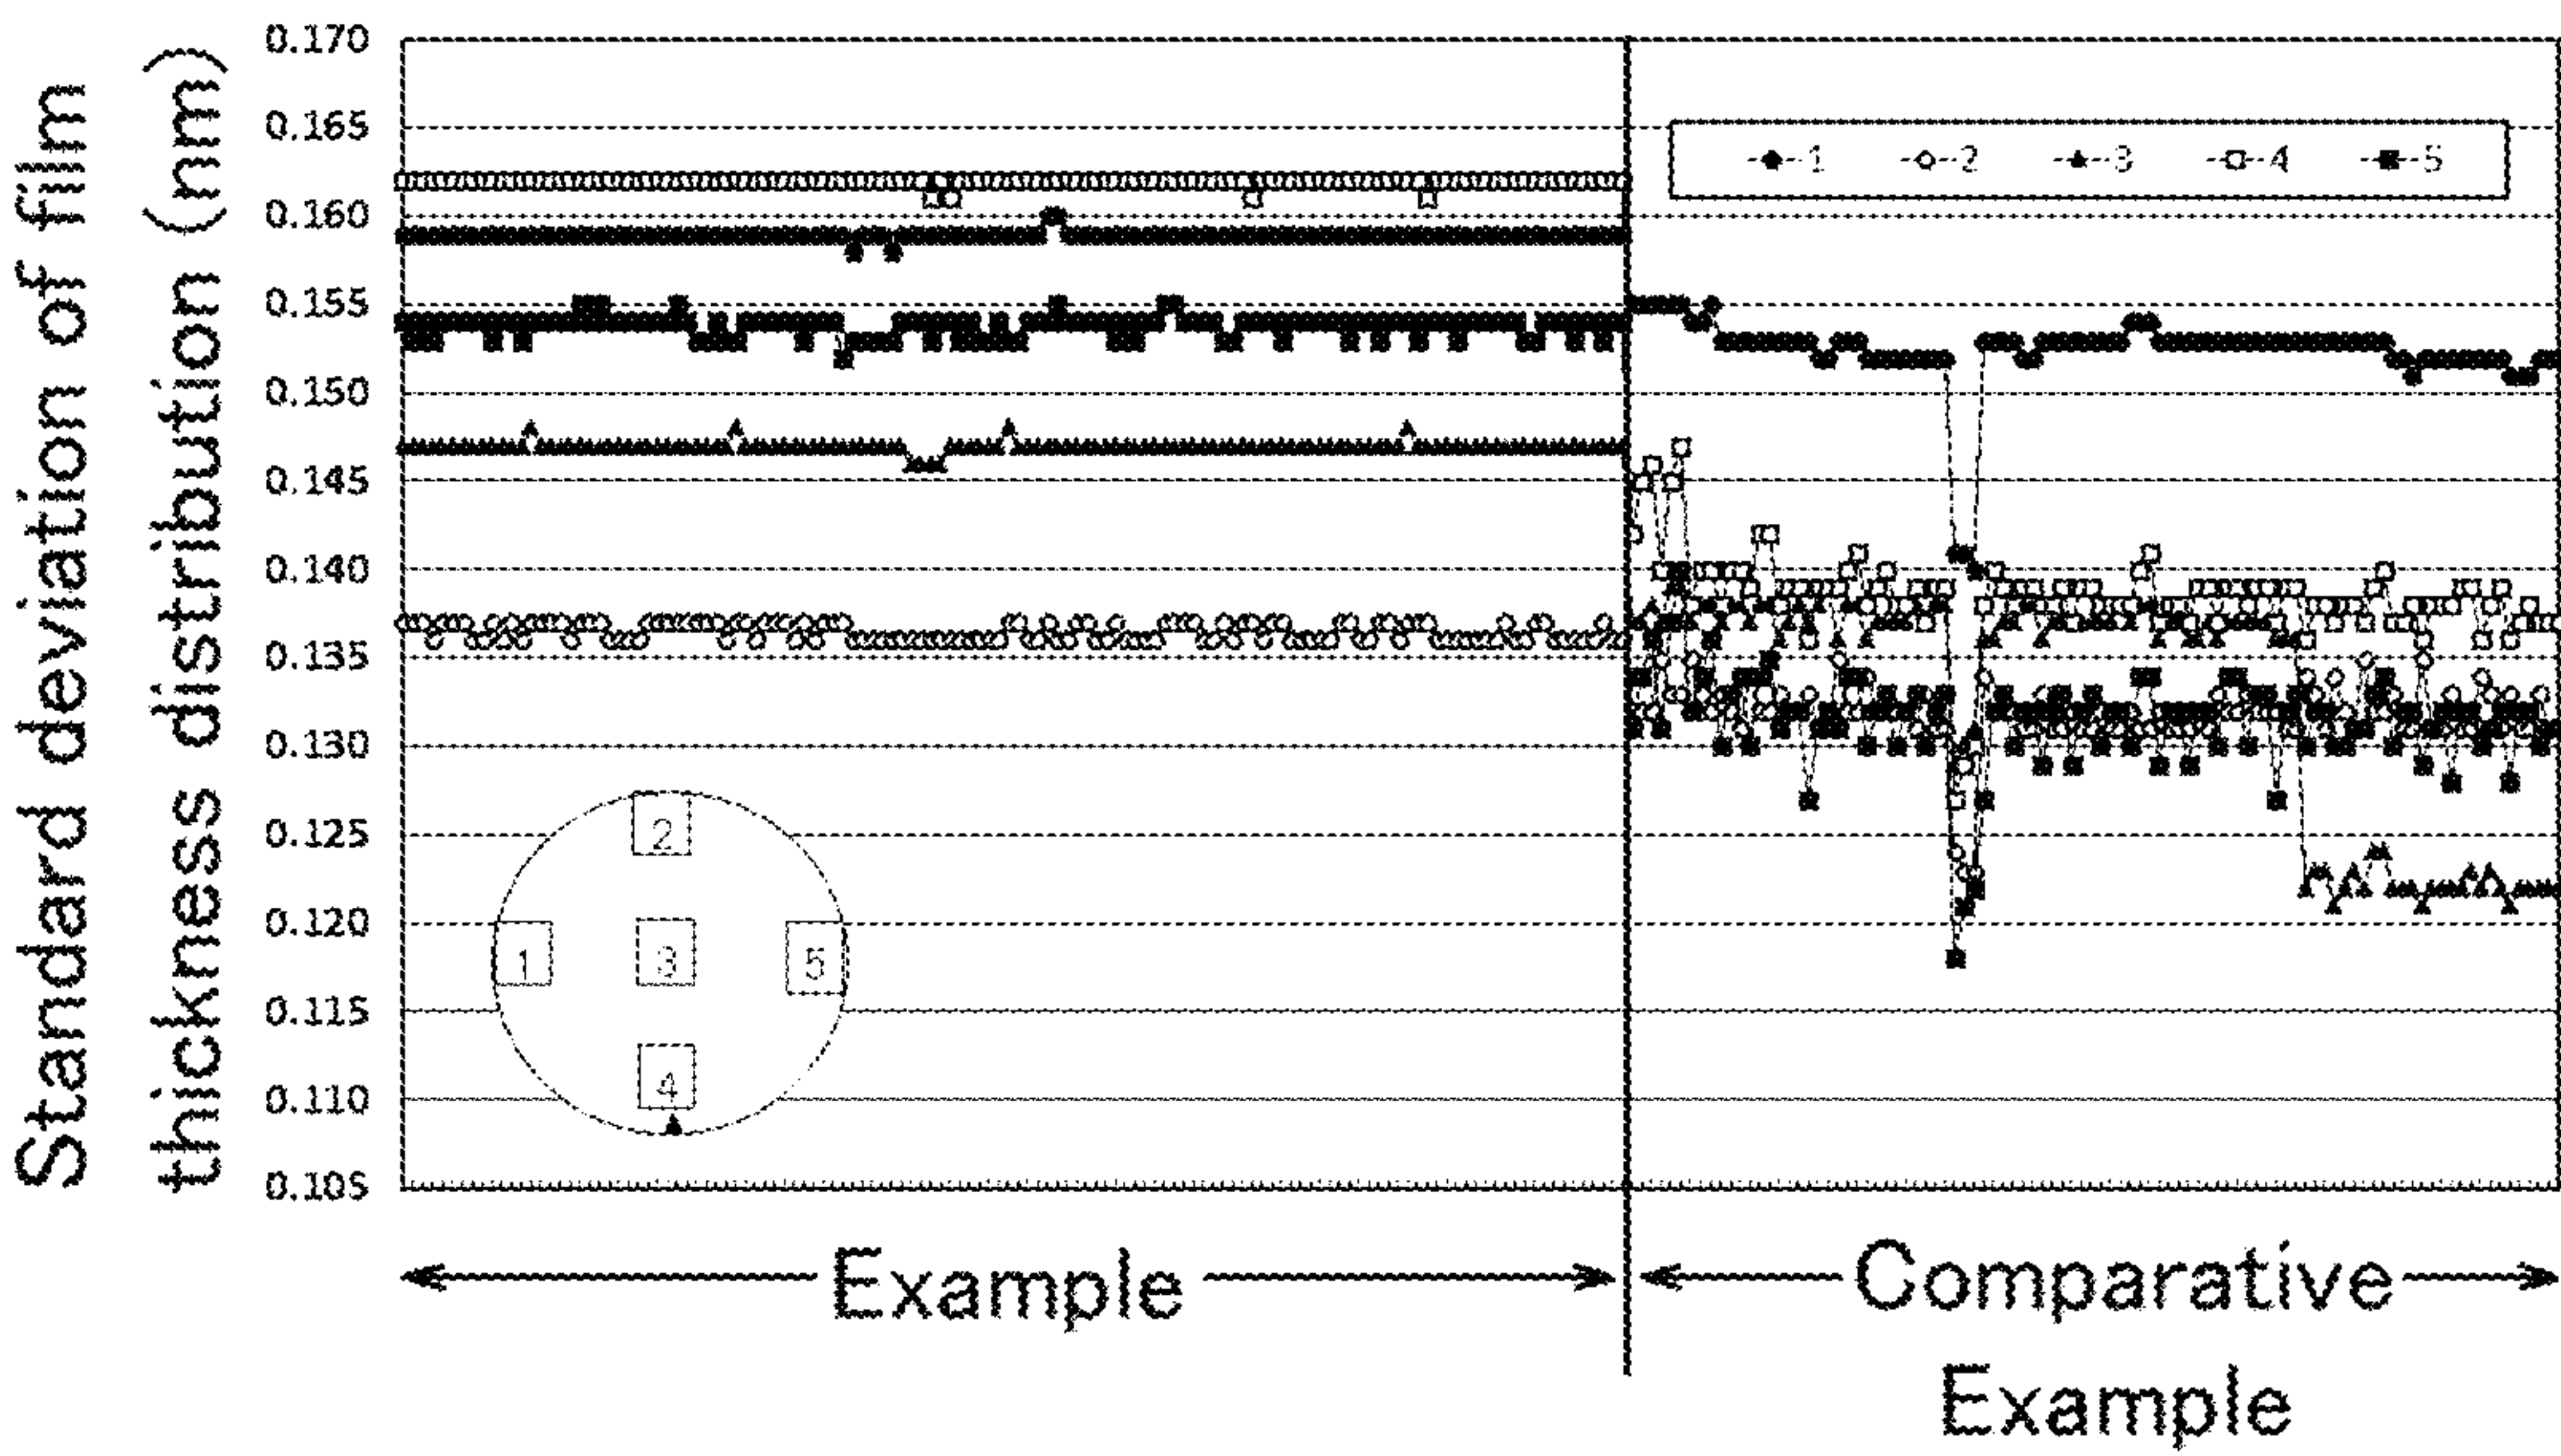 Standard deviation of film
thickness distribution (nm)
0.170
0.165
0.160
0.155
0.150
0.145
0.140
0.135
0.130
0.125
0.120
0.115
0.110
0.105
1 2 3 4 5
2
1 3 5
4
Example
Comparative
Example